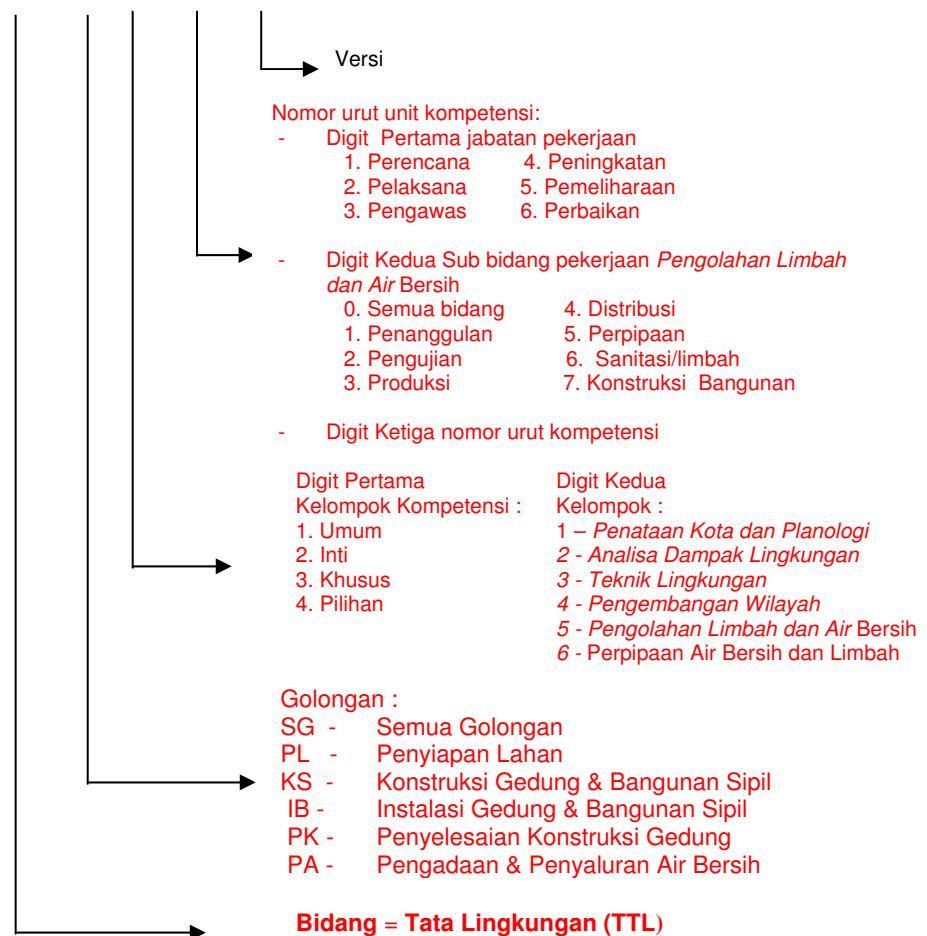 Versi
Nomor urut unit kompetensi:
- Digit Pertama jabatan pekerjaan
1. Perencana 4. Peningkatan
2. Pelaksana 5. Pemeliharaan
3. Pengawas 6. Perbaikan
- Digit Kedua Sub bidang pekerjaan Pengolahan Limbah
dan Air Bersih
0. Semua bidang 4. Distribusi
1. Penanggulan 5. Perpipaan
2. Pengujian 6. Sanitasi/limbah
3. Produksi 7. Konstruksi Bangunan
- Digit Ketiga nomor urut kompetensi
Digit Pertama Digit Kedua
Kelompok Kompetensi : Kelompok :
1. Umum 1 – Penataan Kota dan Planologi
2. Inti 2 - Analisa Dampak Lingkungan
3. Khusus 3 - Teknik Lingkungan
4. Pilihan 4 - Pengembangan Wilayah
5 - Pengolahan Limbah dan Air Bersih
6 - Perpipaan Air Bersih dan Limbah
Golongan :
SG - Semua Golongan
PL - Penyiapan Lahan
KS - Konstruksi Gedung & Bangunan Sipil
IB - Instalasi Gedung & Bangunan Sipil
PK - Penyelesaian Konstruksi Gedung
PA - Pengadaan & Penyaluran Air Bersih
Bidang = Tata Lingkungan (TTL)